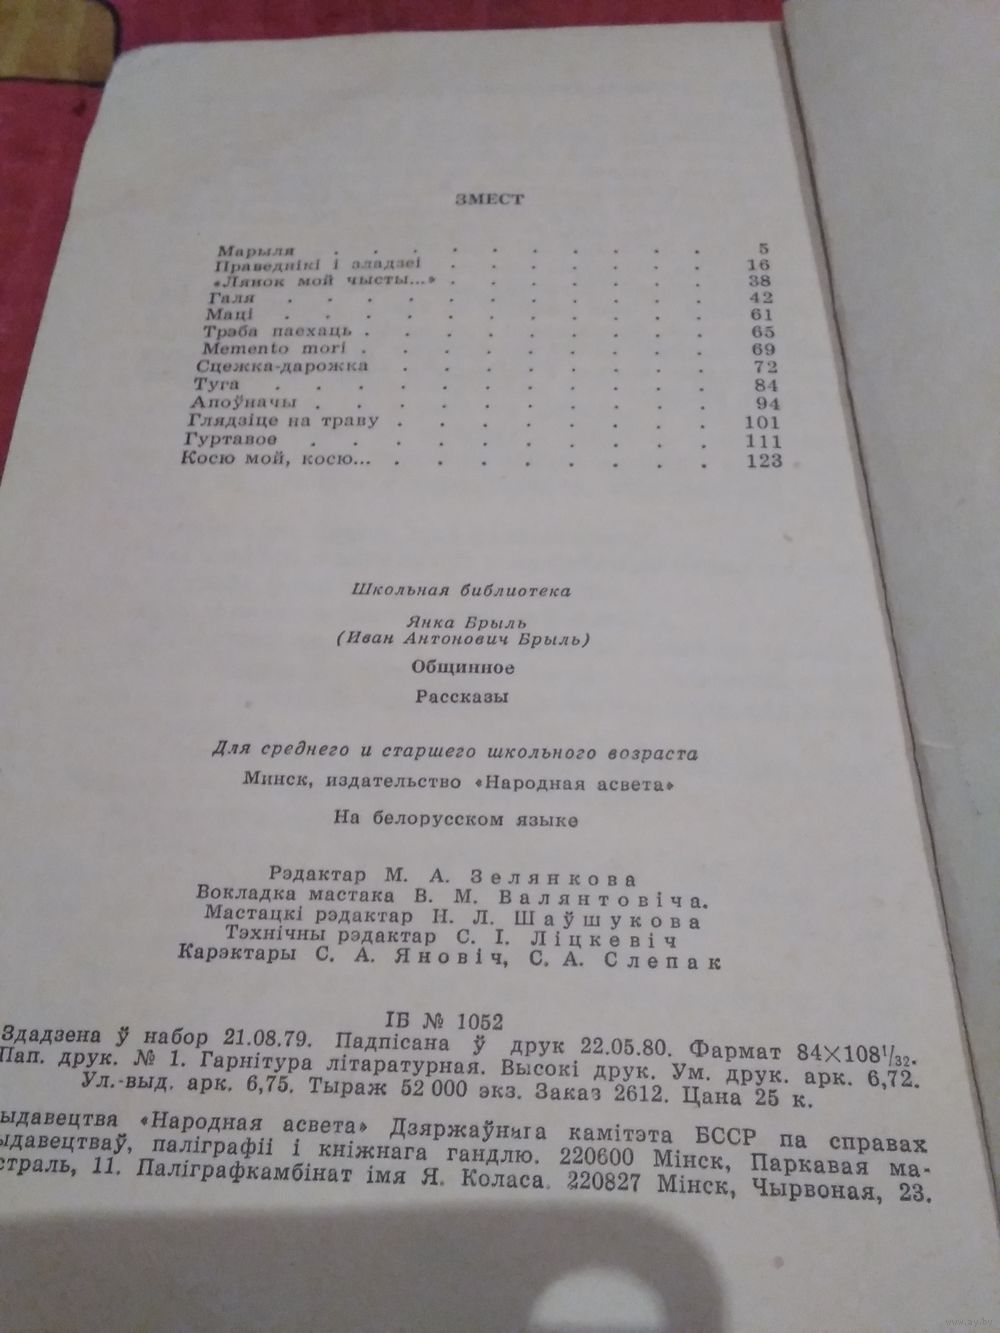 ЗМЕСТ
Марыля . . . . . . . . . . 5
Праведнікі і зладзеі . . . . . . . 16
«Лянок мой чысты...» . . . . . . . 38
Галя . . . . . . . . . . . 42
Маці . . . . . . . . . . . 61
Трэба паехаць . . . . . . . . . 65
Memento mori . . . . . . . . . 69
Сцежка-дарожка . . . . . . . . 72
Туга . . . . . . . . . . . 84
Апоўначы . . . . . . . . . . 94
Глядзіце на траву . . . . . . . . 101
Гуртавое . . . . . . . . . . 111
Косю мой, косю... . . . . . . . . 123
Школьная библиотека
Янка Брыль
(Иван Антонович Брыль)
Общинное
Рассказы
Для среднего и старшего школьного возраста
Минск, издательство «Народная асвета»
На белорусском языке
Рэдактар М. А. Зелянкова
Вокладка мастака В. М. Валянтовіча.
Мастацкі рэдактар Н. Л. Шаўшукова
Тэхнічны рэдактар С. І. Ліцкевіч
Карэктары С. А. Яновіч, С. А. Слепак
ІБ № 1052
Здадзена ў набор 21.08.79. Падпісана ў друк 22.05.80. Фармат 84×108¹/₃₂.
Пап. друк. № 1. Гарнітура літаратурная. Высокі друк. Ум. друк. арк. 6,72.
Ул.-выд. арк. 6,75. Тыраж 52 000 экз. Заказ 2612. Цана 25 к.
ыдавецтва «Народная асвета» Дзяржаўнага камітэта БССР па справах
ыдавецтваў, паліграфіі і кніжнага гандлю. 220600 Мінск, Паркавая ма-
страль, 11. Паліграфкамбінат імя Я. Коласа. 220827 Мінск, Чырвоная, 23.
www.ay.by